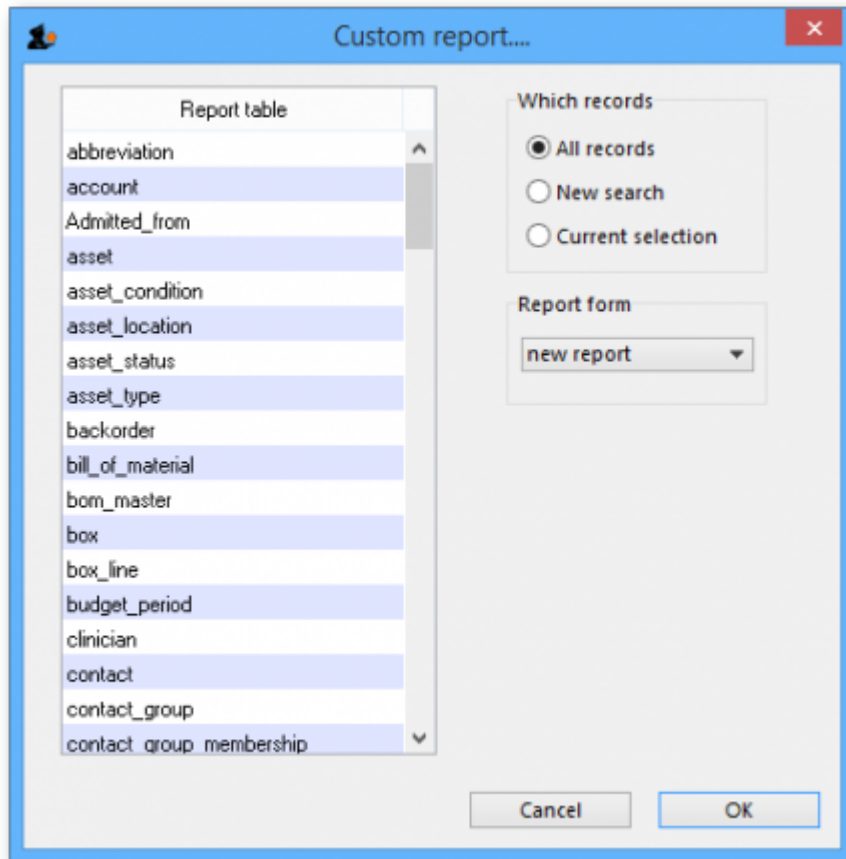 Custom report....
Report table
abbreviation
account
Admitted_from
asset
asset_condition
asset_location
asset_status
asset_type
backorder
bill_of_material
bom_master
box
box_line
budget_period
clinician
contact
contact_group
contact_group_membership
Which records
All records
New search
Current selection
Report form
new report
Cancel
OK